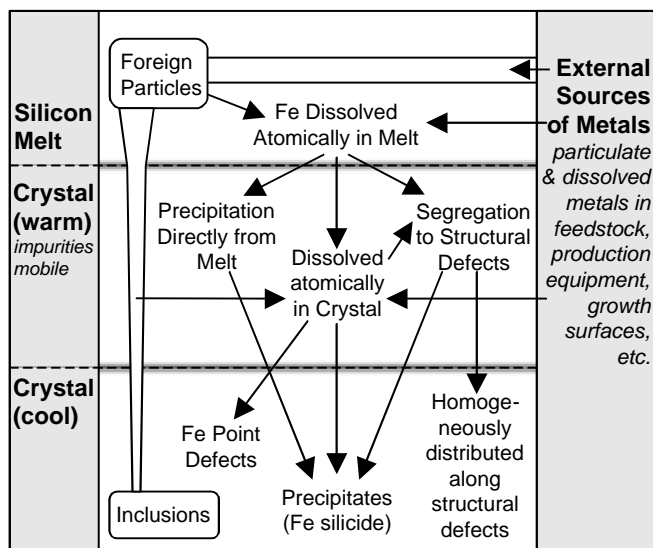 Silicon
Melt
Crystal
(warm)
impurities
mobile
Crystal
(cool)
Foreign
Particles
Fe Dissolved
Atomically in Melt
Precipitation
Directly from
Melt
Dissolved
atomically
in Crystal
Segregation
to Structural
Defects
Fe Point
Defects
Inclusions
Precipitates
(Fe silicide)
Homoge-
neously
distributed
along
structural
defects
External
Sources
of Metals
particulate
& dissolved
metals in
feedstock,
production
equipment,
growth
surfaces,
etc.